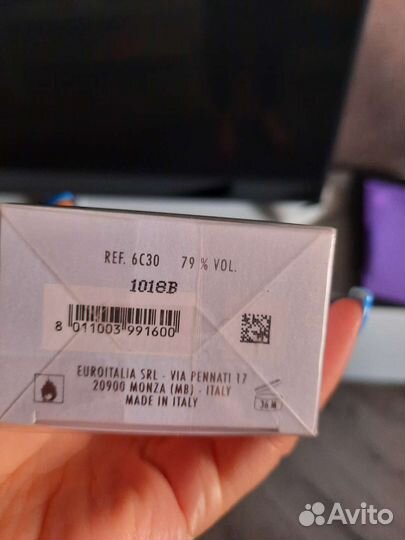 REF. 6C30 79 % VOL.
1018B
8 011003 991600
EUROITALIA SRL - VIA PENNATI 17
20900 MONZA (MB) - ITALY
MADE IN ITALY
36 M
Avito